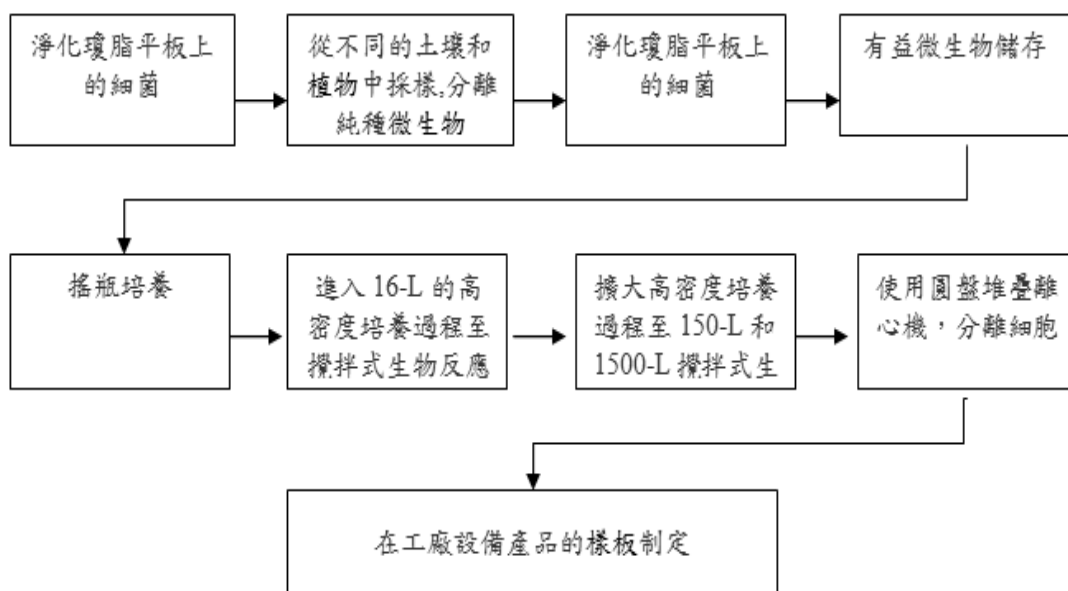 淨化瓊脂平板上
的細菌
從不同的土壤和
植物中採樣,分離
純種微生物
淨化瓊脂平板上
的細菌
有益微生物儲存
搖瓶培養
進入 16-L 的高
密度培養過程至
攪拌式生物反應
擴大高密度培養
過程至 150-L 和
1500-L 攪拌式生
使用圓盤堆疊離
心機，分離細胞
在工廠設備產品的樣板制定